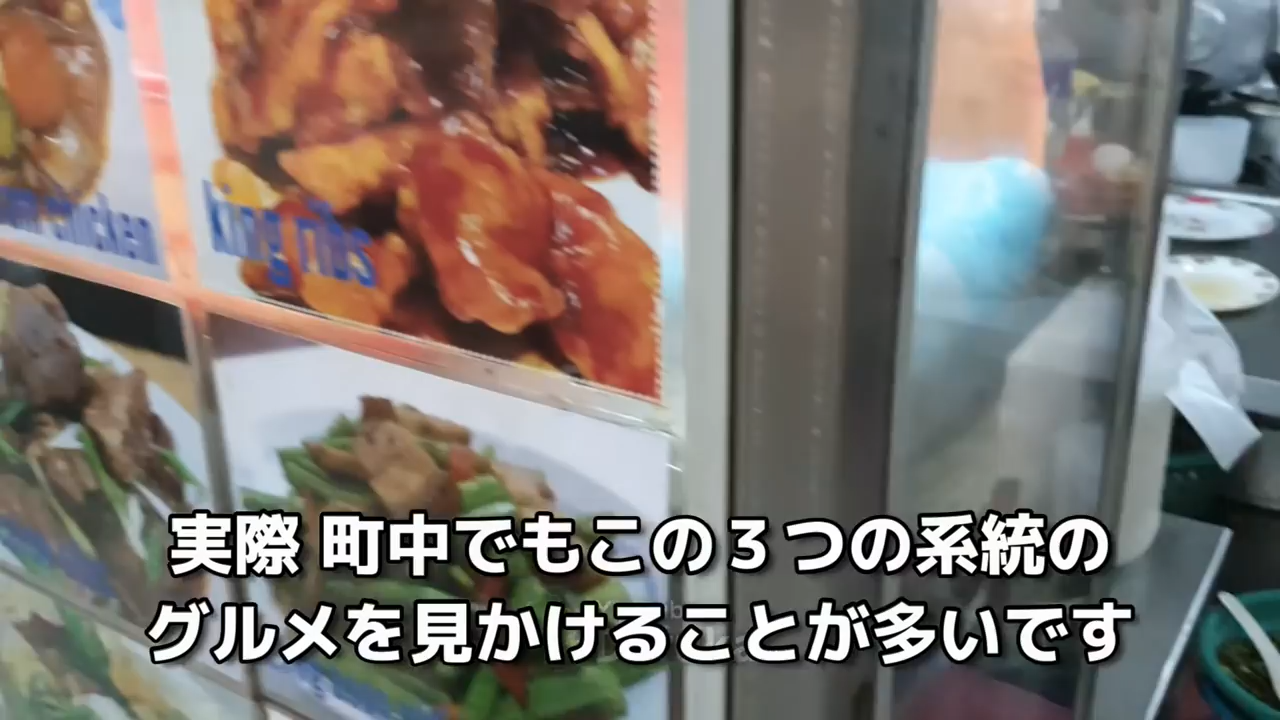 chicken
king ribs
実際 町中でもこの３つの系統の
グルメを見かけることが多いです